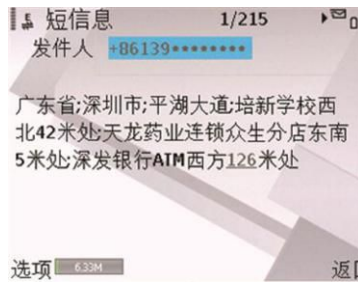 短信息 1/215
发件人 +86139********
广东省;深圳市;平湖大道;培新学校西
北42米处;天龙药业连锁众生分店东南
5米处;深发银行ATM西方126米处
选项 6.33M 返回